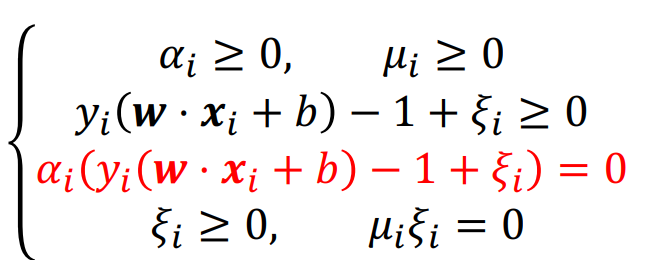 αᵢ ≥ 0, μᵢ ≥ 0
yᵢ(𝒘 · 𝒙ᵢ + b) − 1 + ξᵢ ≥ 0
αᵢ(yᵢ(𝒘 · 𝒙ᵢ + b) − 1 + ξᵢ) = 0
ξᵢ ≥ 0, μᵢξᵢ = 0